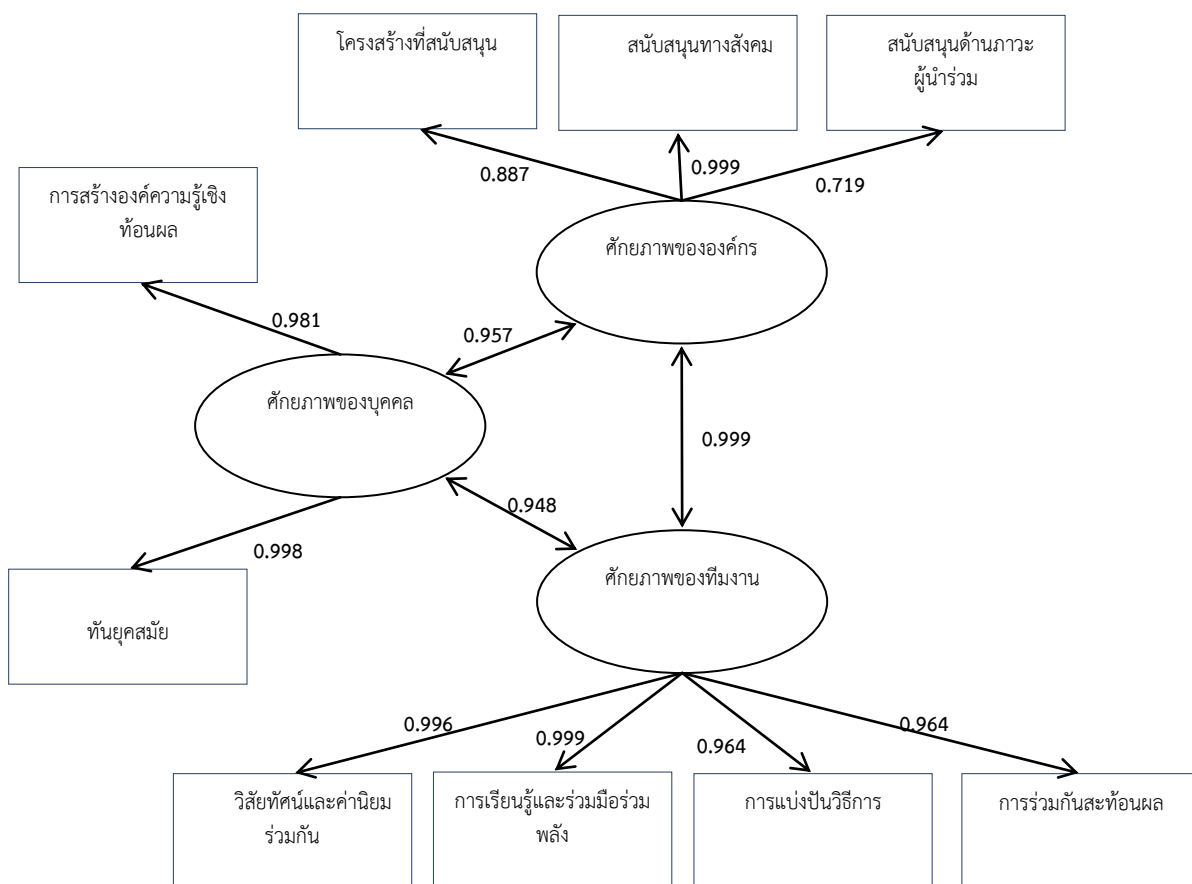 โครงสร้างที่สนับสนุน
สนับสนุนทางสังคม
สนับสนุนด้านภาวะ
ผู้นำร่วม
0.887
0.999
0.719
การสร้างองค์ความรู้เชิง
ท้อนผล
ศักยภาพขององค์กร
0.981
0.957
ศักยภาพของบุคคล
0.999
0.948
0.998
ศักยภาพของทีมงาน
ทันยุคสมัย
0.996
0.999
0.964
0.964
วิสัยทัศน์และค่านิยม
ร่วมกัน
การเรียนรู้และร่วมมือร่วม
พลัง
การแบ่งปันวิธีการ
การร่วมกันสะท้อนผล